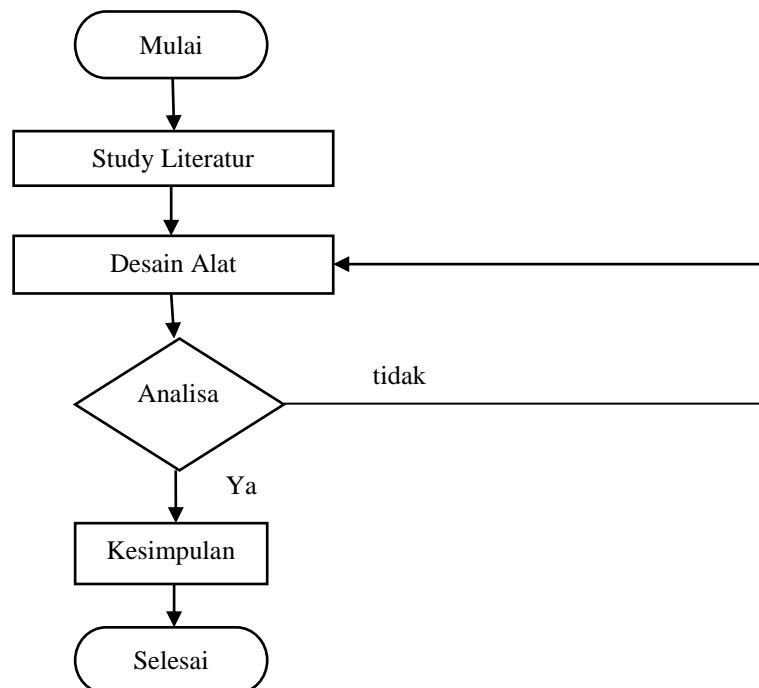 Mulai
Study Literatur
Desain Alat
Analisa
tidak
Ya
Kesimpulan
Selesai